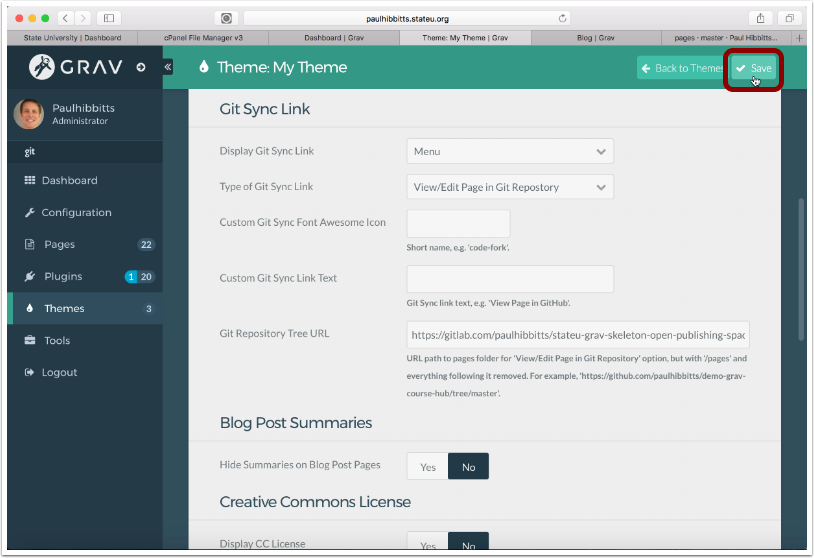 paulhibbitts.stateu.org
State University | Dashboard
cPanel File Manager v3
Dashboard | Grav
Theme: My Theme | Grav
Blog | Grav
pages - master - Paul Hibbitts...
GRAV
Theme: My Theme
Back to Themes
Save
Paulhibbitts
Administrator
git
Dashboard
Configuration
Pages
22
Plugins
1 20
Themes
3
Tools
Logout
Git Sync Link
Display Git Sync Link
Menu
Type of Git Sync Link
View/Edit Page in Git Repostory
Custom Git Sync Font Awesome Icon
Short name, e.g. 'code-fork'.
Custom Git Sync Link Text
Git Sync link text, e.g. 'View Page in GitHub'.
Git Repository Tree URL
https://gitlab.com/paulhibbitts/stateu-grav-skeleton-open-publishing-spac
URL path to pages folder for 'View/Edit Page in Git Repository' option, but with '/pages' and
everything following it removed. For example, 'https://github.com/paulhibbitts/demo-grav-
course-hub/tree/master'.
Blog Post Summaries
Hide Summaries on Blog Post Pages
Yes
No
Creative Commons License
Display CC License
Yes
No